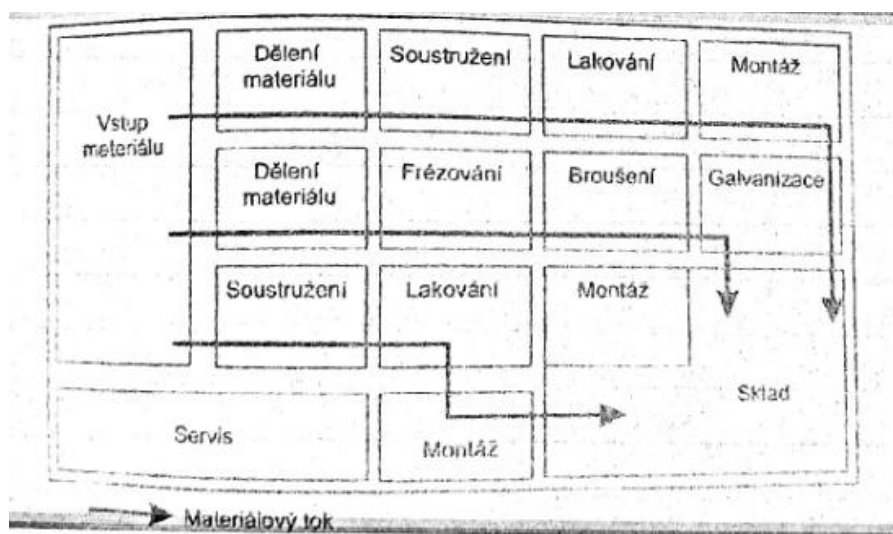 Dělení
materiálu
Soustružení
Lakování
Montáž
Vstup
materiálu
Dělení
materiálu
Frézování
Broušení
Galvanizace
Soustružení
Lakování
Montáž
Sklad
Servis
Montáž
Materiálový tok